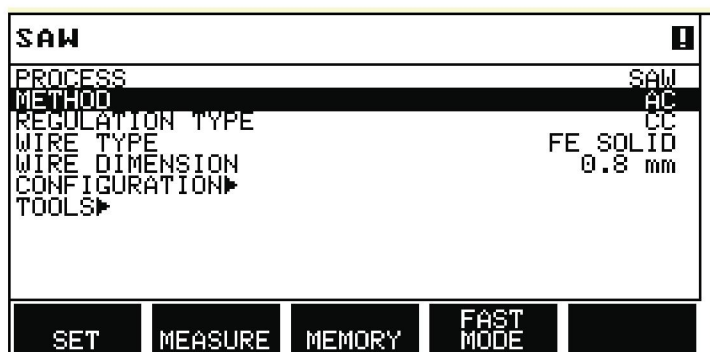 SAW !
PROCESS SAW
METHOD AC
REGULATION TYPE CC
WIRE TYPE FE SOLID
WIRE DIMENSION 0.8 mm
CONFIGURATION▶
TOOLS▶
SET MEASURE MEMORY FAST MODE